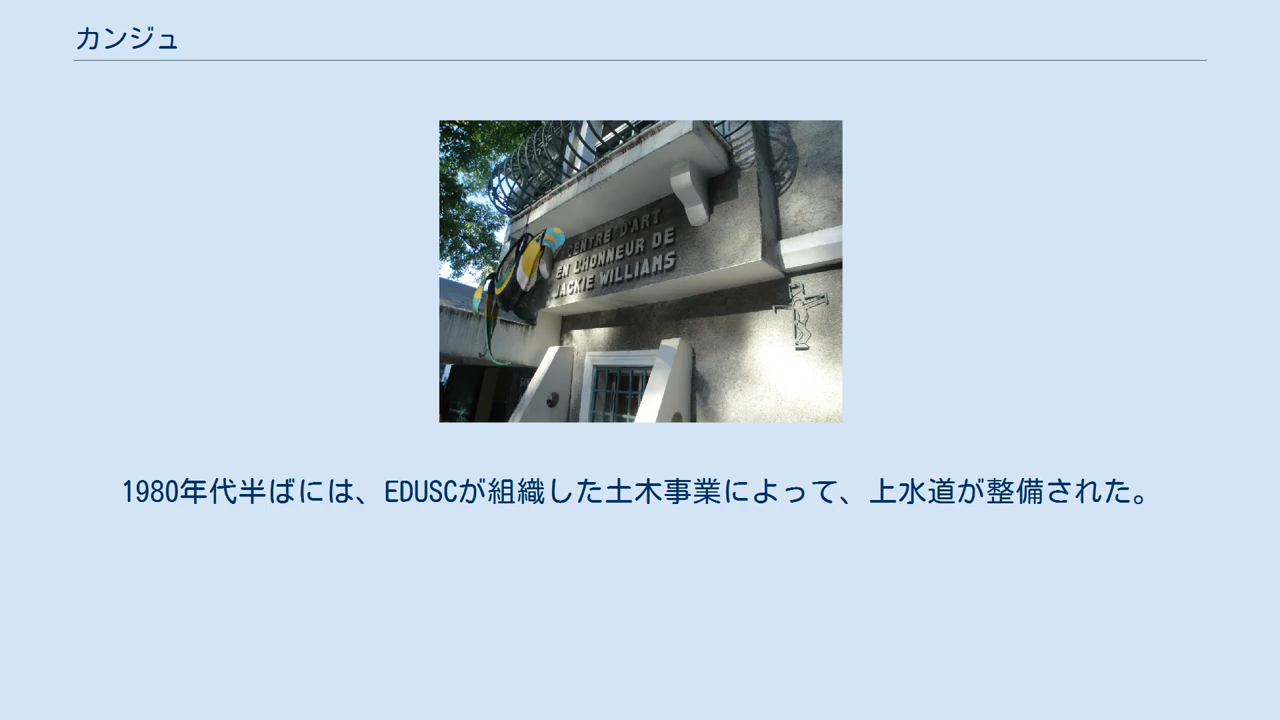 カンジュ
CENTRE D'ART
EN L'HONNEUR DE
JACKIE WILLIAMS
1980年代半ばには、EDUSCが組織した土木事業によって、上水道が整備された。